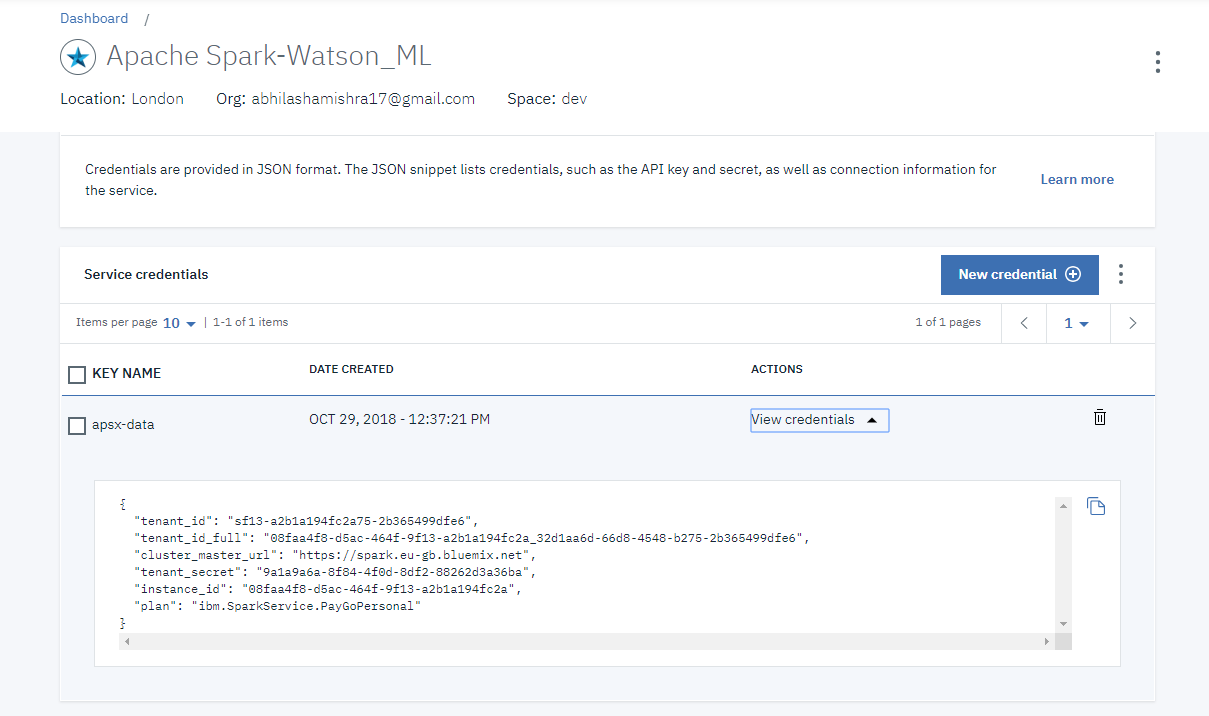 Dashboard /
Apache Spark-Watson_ML
Location: London Org: abhilashamishra17@gmail.com Space: dev
Credentials are provided in JSON format. The JSON snippet lists credentials, such as the API key and secret, as well as connection information for
the service.
Learn more
Service credentials
New credential
Items per page 10 | 1-1 of 1 items
1 of 1 pages
1
KEY NAME DATE CREATED ACTIONS
apsx-data OCT 29, 2018 - 12:37:21 PM View credentials
{
"tenant_id": "sf13-a2b1a194fc2a75-2b365499dfe6",
"tenant_id_full": "08faa4f8-d5ac-464f-9f13-a2b1a194fc2a_32d1aa6d-66d8-4548-b275-2b365499dfe6",
"cluster_master_url": "https://spark.eu-gb.bluemix.net",
"tenant_secret": "9a1a9a6a-8f84-4f0d-8df2-88262d3a36ba",
"instance_id": "08faa4f8-d5ac-464f-9f13-a2b1a194fc2a",
"plan": "ibm.SparkService.PayGoPersonal"
}